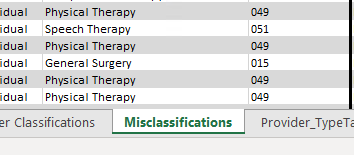 idual Physical Therapy 049
idual Speech Therapy 051
idual Physical Therapy 049
idual General Surgery 015
idual Physical Therapy 049
idual Physical Therapy 049
er Classifications Misclassifications Provider_TypeTa